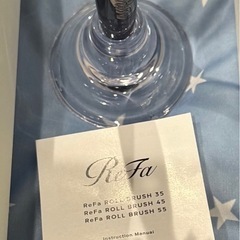 ReFa
ReFa ROLL BRUSH 35
ReFa ROLL BRUSH 45
ReFa ROLL BRUSH 55
Instruction Manual